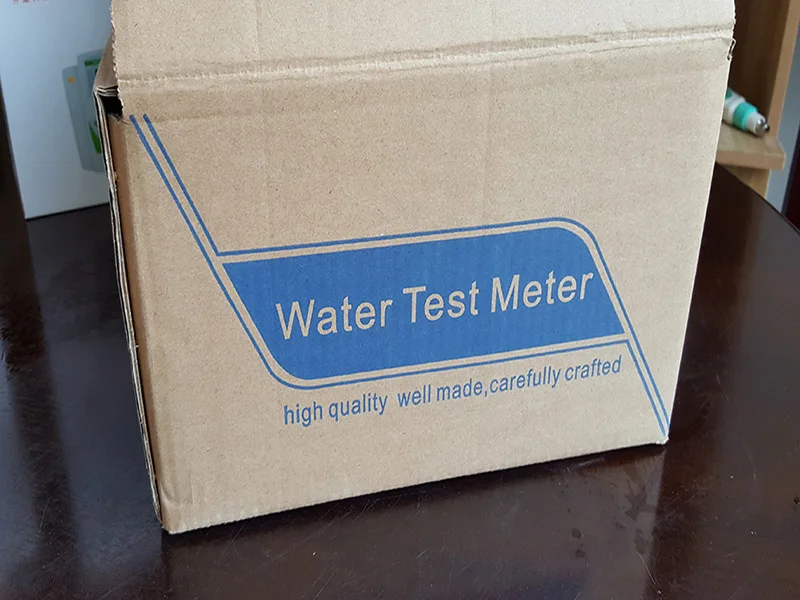 Water Test Meter
high quality well made,carefully crafted